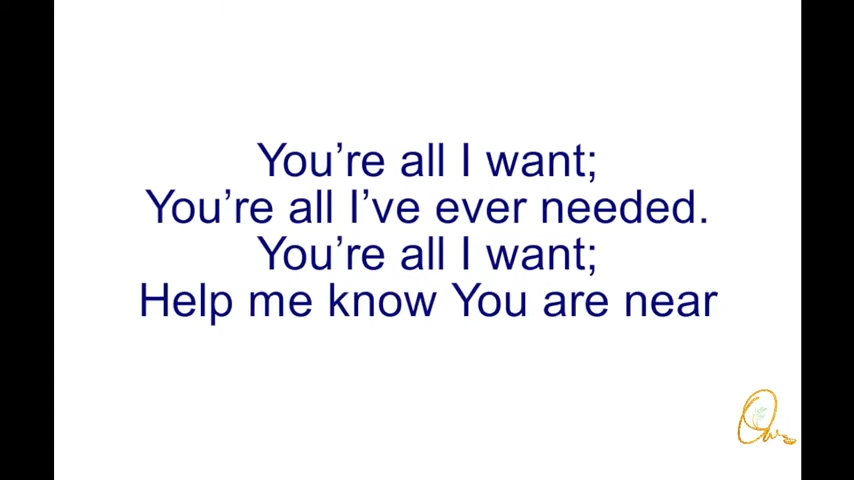 You’re all I want;
You’re all I’ve ever needed.
You’re all I want;
Help me know You are near